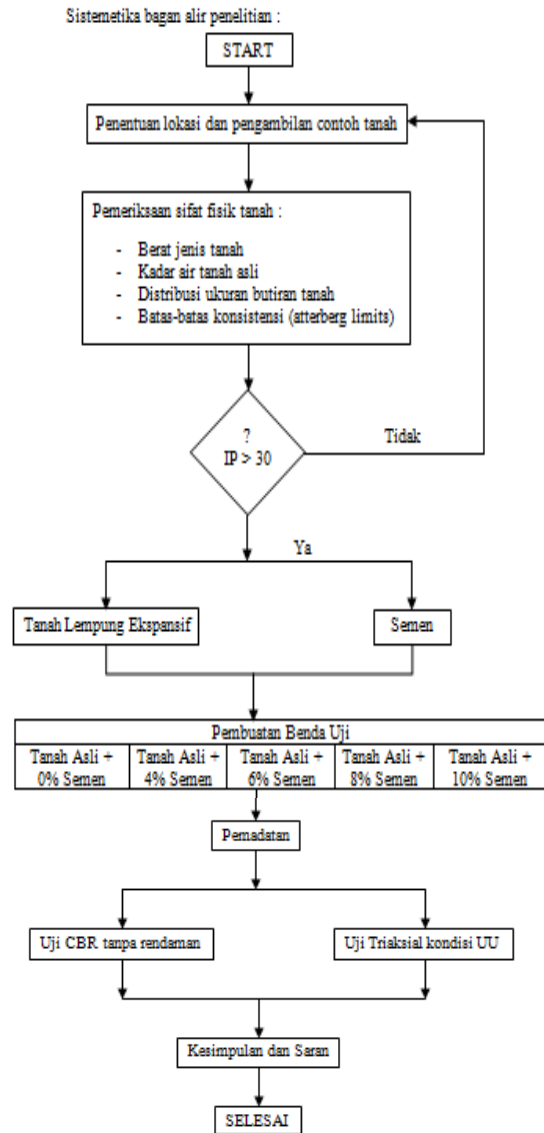 Sistemetika bagan alir penelitian :
START
Penentuan lokasi dan pengambilan contoh tanah
Pemeriksaan sifat fisik tanah :
- Berat jenis tanah
- Kadar air tanah asli
- Distribusi ukuran butiran tanah
- Batas-batas konsistensi (atterberg limits)
?
IP > 30
Tidak
Ya
Tanah Lempung Ekspansif
Semen
Pembuatan Benda Uji
Tanah Asli +
0% Semen
Tanah Asli +
4% Semen
Tanah Asli +
6% Semen
Tanah Asli +
8% Semen
Tanah Asli +
10% Semen
Pemadatan
Uji CBR tanpa rendaman
Uji Triaksial kondisi UU
Kesimpulan dan Saran
SELESAI